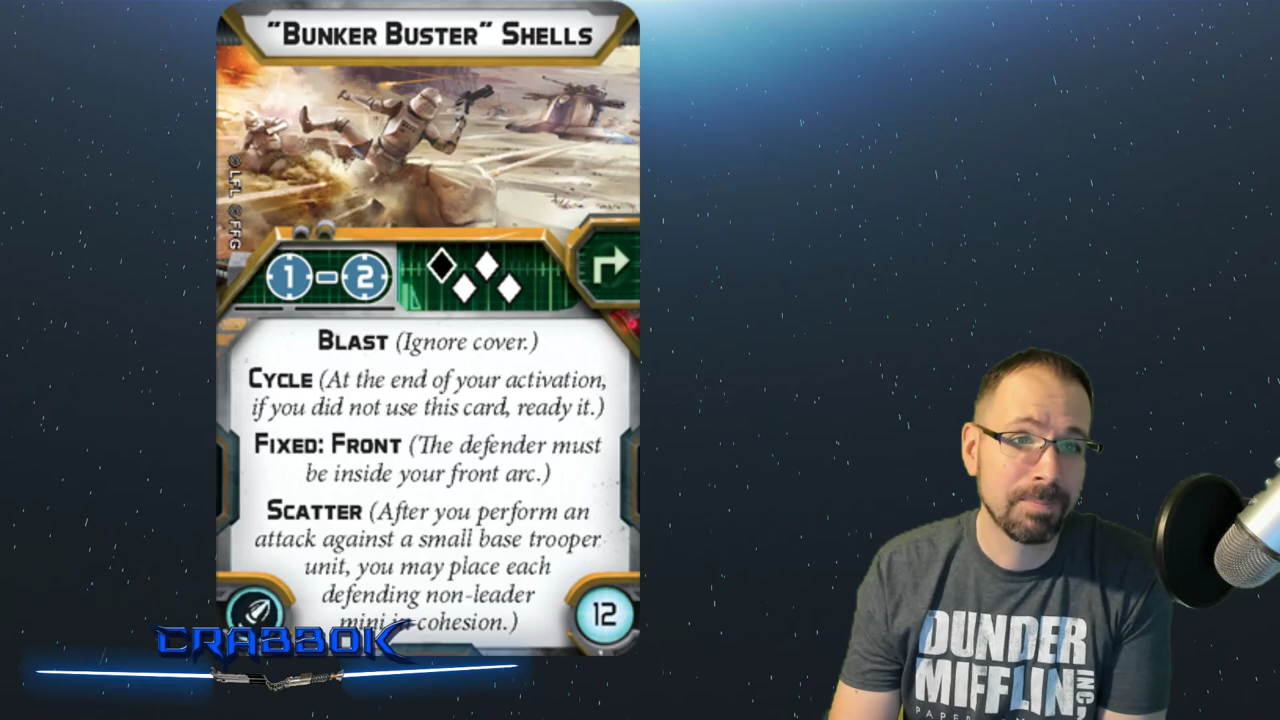 "BUNKER BUSTER" SHELLS
©LFL ©FFG
1 - 2
BLAST (Ignore cover.)
CYCLE (At the end of your activation,
if you did not use this card, ready it.)
FIXED: FRONT (The defender must
be inside your front arc.)
SCATTER (After you perform an
attack against a small base trooper
unit, you may place each
defending non-leader
mini in cohesion.)
12
CRABBOK
DUNDER
MIFFLIN, INC
PAPER